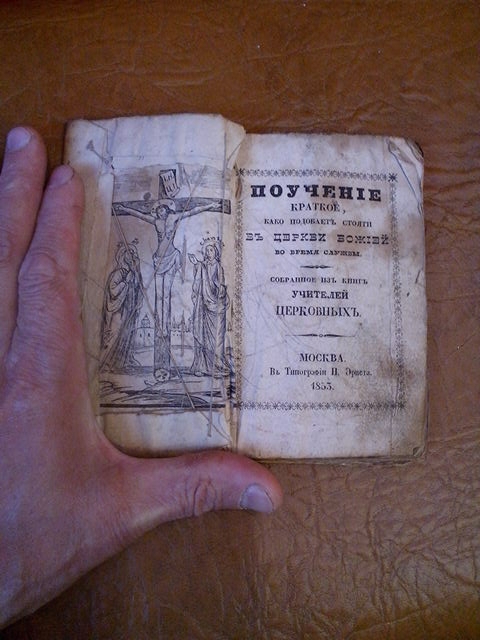 ПОУЧЕНІЕ
КРАТКОЕ,
КАКО ПОДОБАЕТЪ СТОЯТИ
ВЪ ЦЕРКВИ БОЖІЕЙ
ВО ВРЕМЯ СЛУЖБЫ.
СОБРАННОЕ ИЗЪ КНИГЪ
УЧИТЕЛЕЙ
ЦЕРКОВНЫХЪ.
МОСКВА.
Въ Типографіи И. Эрнста.
1853.